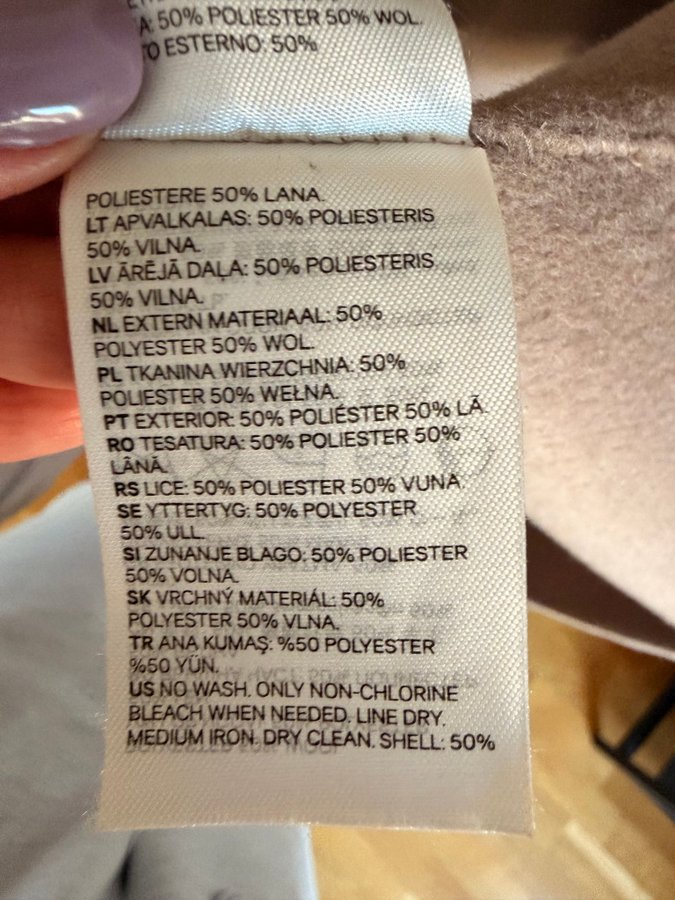 A: 50% POLIESTER 50% WOL.
TO ESTERNO: 50%
POLIESTERE 50% LANA.
LT APVALKALAS: 50% POLIESTERIS
50% VILNA.
LV ĀRĒJĀ DAĻA: 50% POLIESTERIS
50% VILNA.
NL EXTERN MATERIAAL: 50%
POLYESTER 50% WOL.
PL TKANINA WIERZCHNIA: 50%
POLIESTER 50% WEŁNA.
PT EXTERIOR: 50% POLIÉSTER 50% LÃ.
RO TESATURA: 50% POLIESTER 50%
LÂNĂ.
RS LICE: 50% POLIESTER 50% VUNA.
SE YTTERTYG: 50% POLYESTER
50% ULL.
SI ZUNANJE BLAGO: 50% POLIESTER
50% VOLNA.
SK VRCHNÝ MATERIÁL: 50%
POLYESTER 50% VLNA.
TR ANA KUMAŞ: %50 POLYESTER
%50 YÜN.
US NO WASH. ONLY NON-CHLORINE
BLEACH WHEN NEEDED. LINE DRY.
MEDIUM IRON. DRY CLEAN. SHELL: 50%